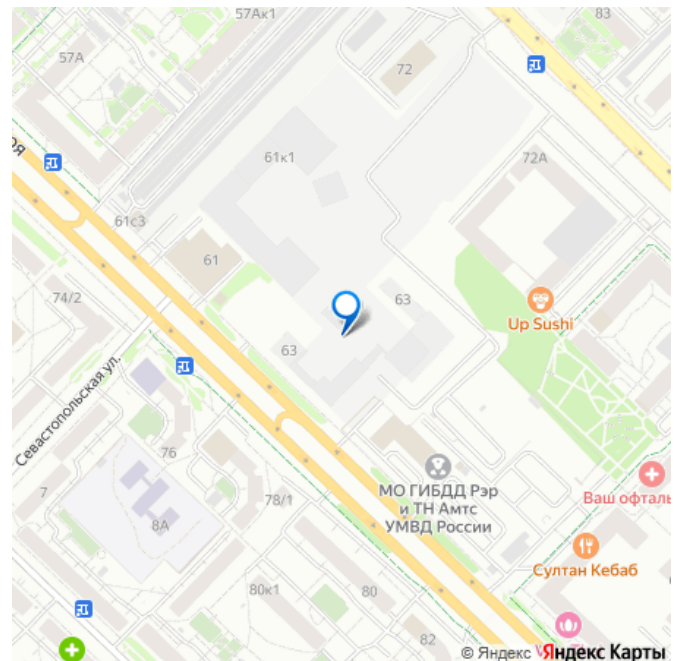 57Ак1
83
57А
72
оя
61к1
72А
61с3
61
63
74/2
Up Sushi
63
Севастопольская ул.
76
МО ГИБДД Рэр
и ТН Амтс
УМВД России
7
78/1
Ваш офталь
8А
Султан Кебаб
80к1
80
82
© Яндекс Яндекс Карты